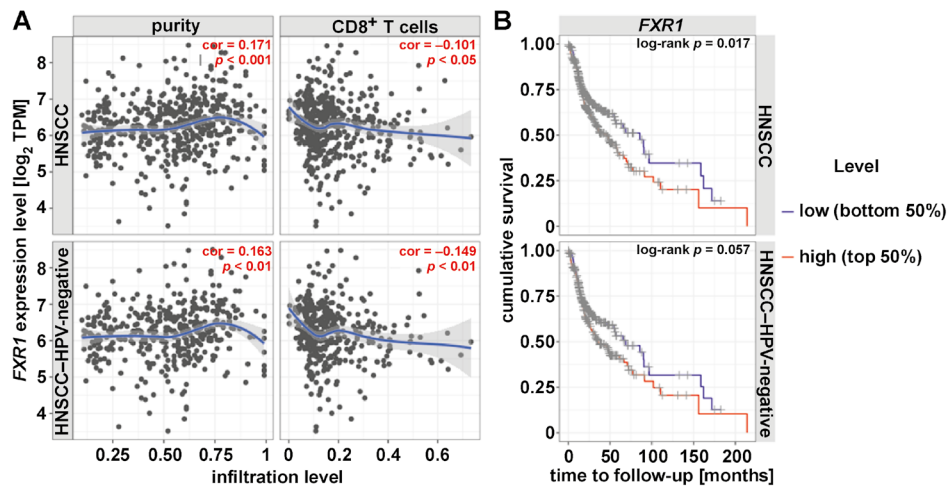 A
purity
CD8⁺ T cells
FXR1 expression level [log₂ TPM]
HNSCC
8
7
6
5
4
cor = 0.171
p < 0.001
cor = –0.101
p < 0.05
HNSCC–HPV-negative
8
7
6
5
4
cor = 0.163
p < 0.01
cor = –0.149
p < 0.01
0.25 0.50 0.75 1
0 0.2 0.4 0.6
infiltration level
B
FXR1
cumulative survival
1.00
0.75
0.50
0.25
0
log-rank p = 0.017
HNSCC
1.00
0.75
0.50
0.25
0
log-rank p = 0.057
HNSCC–HPV-negative
0 50 100 150 200
time to follow-up [months]
Level
low (bottom 50%)
high (top 50%)